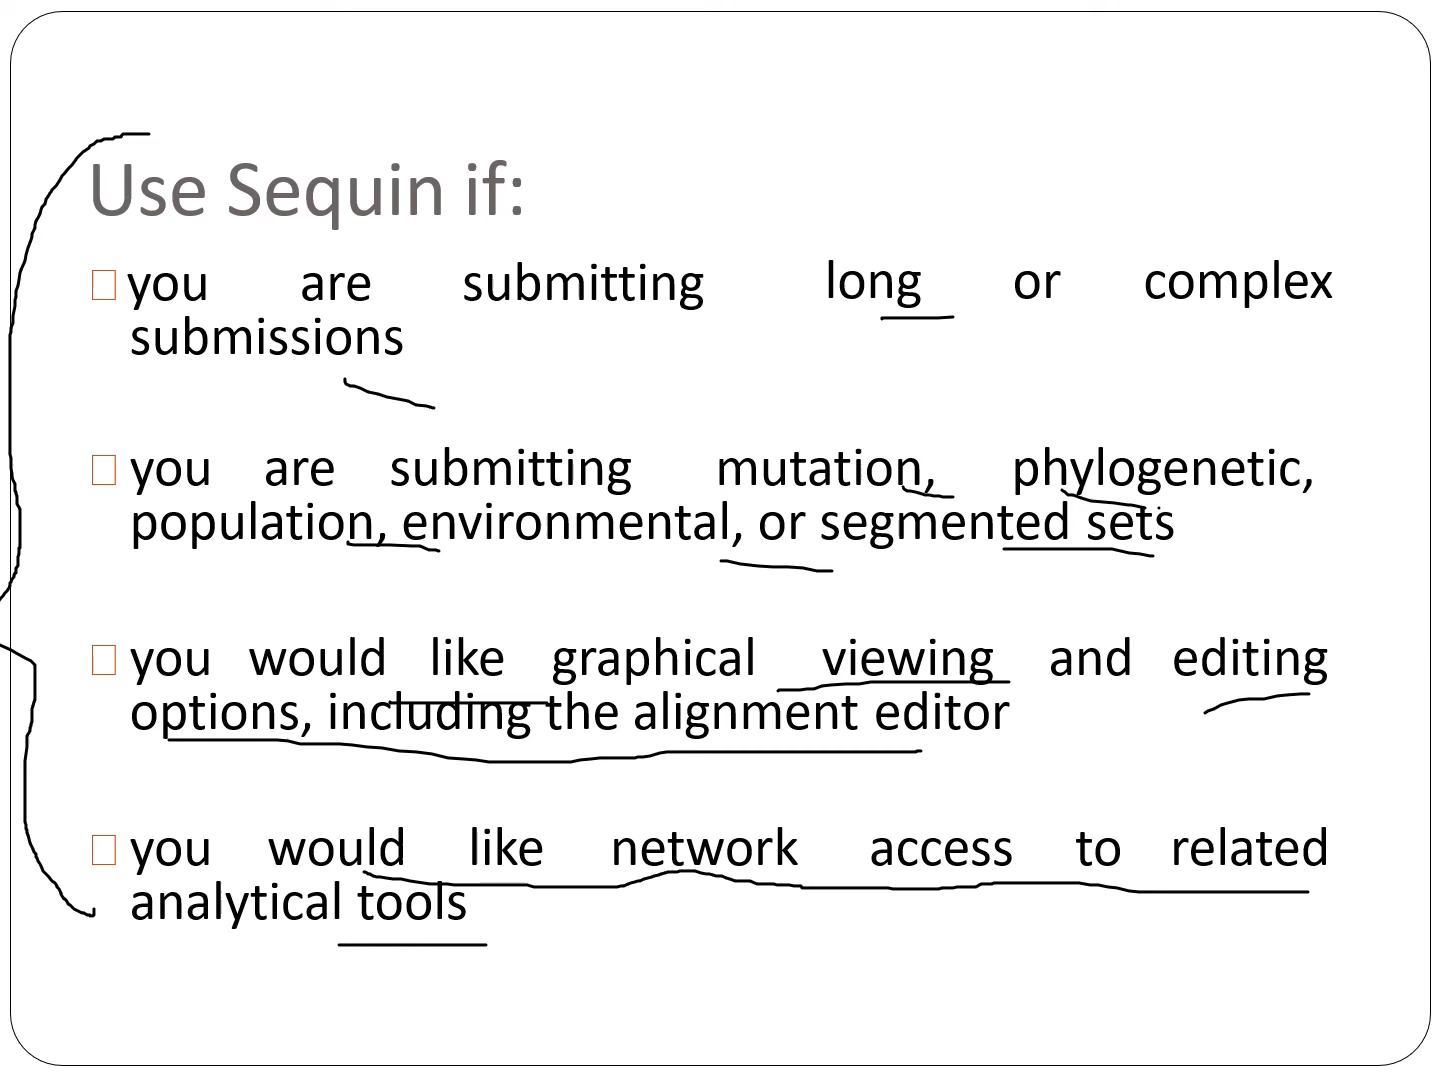 Use Sequin if:
you are submitting long or complex
submissions
you are submitting mutation, phylogenetic,
population, environmental, or segmented sets
you would like graphical viewing and editing
options, including the alignment editor
you would like network access to related
analytical tools